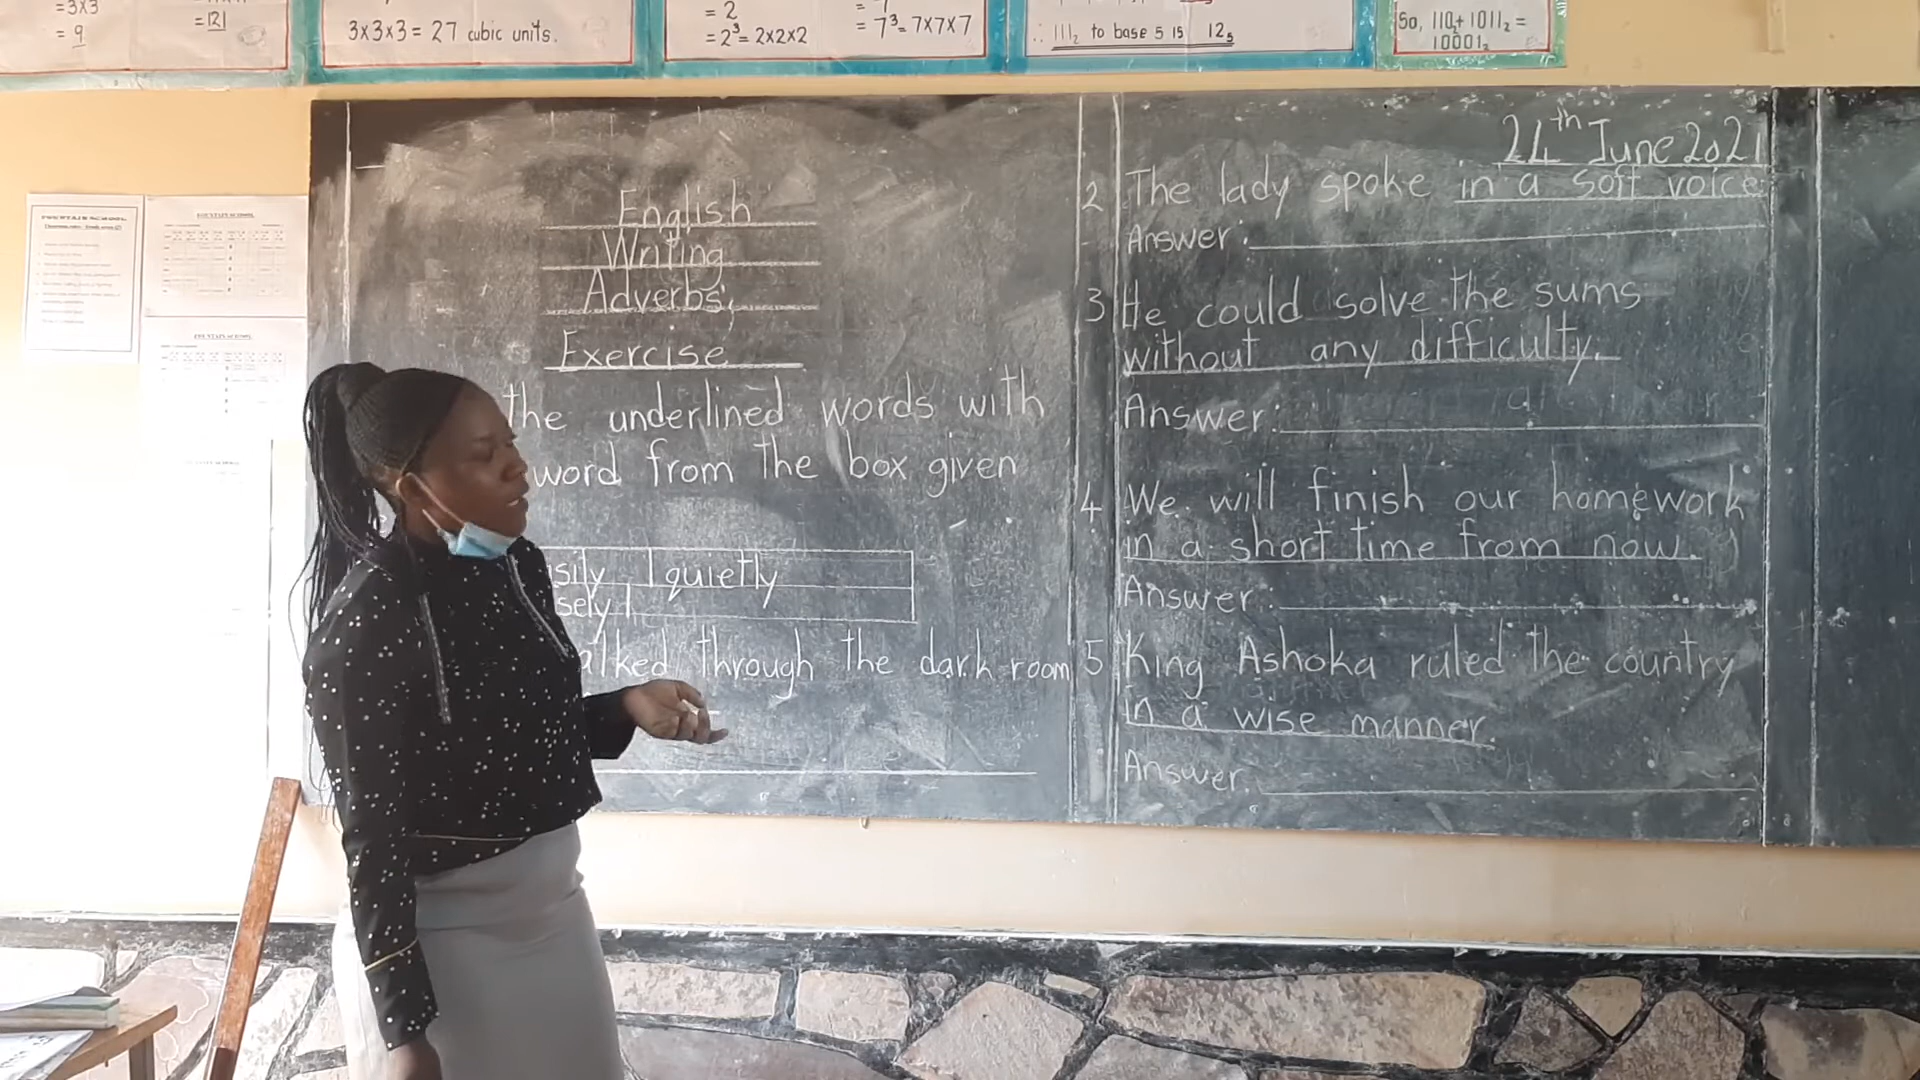 =3x3
= 9
=121
3x3x3 = 27 cubic units.
= 2
= 2³= 2x2x2
= 7³= 7x7x7
∴ 111₂ to base 5 is 12₅
So, 110₂+ 1011₂ =
10001₂
English
Writing
Adverbs
Exercise
the underlined words with
word from the box given
sily quietly
sely
alked through the dark room
24th June 2021
2 The lady spoke in a soft voice
Answer:
3 He could solve the sums
without any difficulty.
Answer:
4 We will finish our homework
in a short time from now.
Answer:
5 King Ashoka ruled the country
in a wise manner.
Answer.